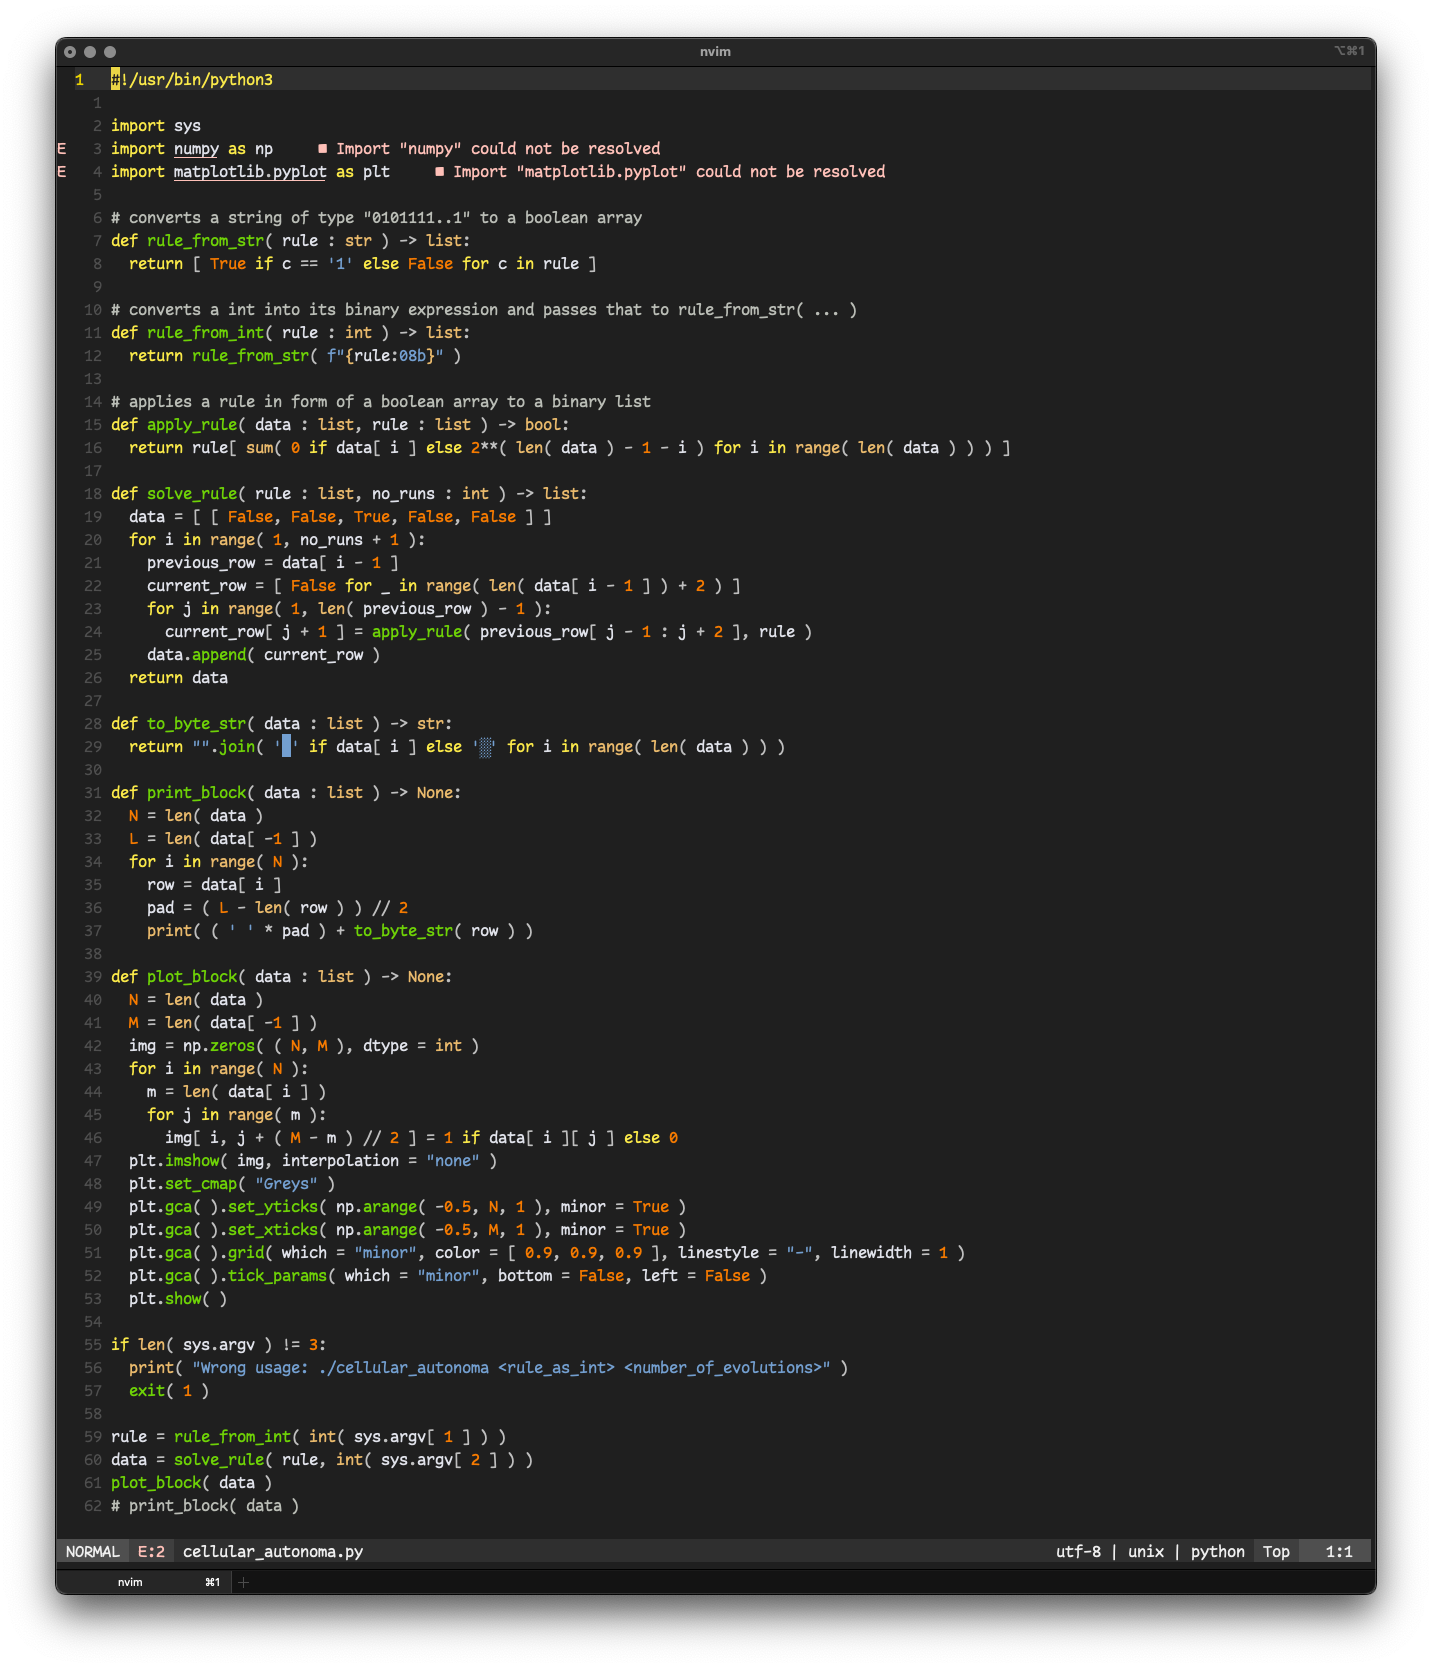 nvim ⌥⌘1
1 #!/usr/bin/python3
1
2 import sys
E 3 import numpy as np ■ Import "numpy" could not be resolved
E 4 import matplotlib.pyplot as plt ■ Import "matplotlib.pyplot" could not be resolved
5
6 # converts a string of type "0101111..1" to a boolean array
7 def rule_from_str( rule : str ) -> list:
8   return [ True if c == '1' else False for c in rule ]
9
10 # converts a int into its binary expression and passes that to rule_from_str( ... )
11 def rule_from_int( rule : int ) -> list:
12   return rule_from_str( f"{rule:08b}" )
13
14 # applies a rule in form of a boolean array to a binary list
15 def apply_rule( data : list, rule : list ) -> bool:
16   return rule[ sum( 0 if data[ i ] else 2**( len( data ) - 1 - i ) for i in range( len( data ) ) ) ]
17
18 def solve_rule( rule : list, no_runs : int ) -> list:
19   data = [ [ False, False, True, False, False ] ]
20   for i in range( 1, no_runs + 1 ):
21     previous_row = data[ i - 1 ]
22     current_row = [ False for _ in range( len( data[ i - 1 ] ) + 2 ) ]
23     for j in range( 1, len( previous_row ) - 1 ):
24       current_row[ j + 1 ] = apply_rule( previous_row[ j - 1 : j + 2 ], rule )
25     data.append( current_row )
26   return data
27
28 def to_byte_str( data : list ) -> str:
29   return "".join( '█' if data[ i ] else '░' for i in range( len( data ) ) )
30
31 def print_block( data : list ) -> None:
32   N = len( data )
33   L = len( data[ -1 ] )
34   for i in range( N ):
35     row = data[ i ]
36     pad = ( L - len( row ) ) // 2
37     print( ( ' ' * pad ) + to_byte_str( row ) )
38
39 def plot_block( data : list ) -> None:
40   N = len( data )
41   M = len( data[ -1 ] )
42   img = np.zeros( ( N, M ), dtype = int )
43   for i in range( N ):
44     m = len( data[ i ] )
45     for j in range( m ):
46       img[ i, j + ( M - m ) // 2 ] = 1 if data[ i ][ j ] else 0
47   plt.imshow( img, interpolation = "none" )
48   plt.set_cmap( "Greys" )
49   plt.gca( ).set_yticks( np.arange( -0.5, N, 1 ), minor = True )
50   plt.gca( ).set_xticks( np.arange( -0.5, M, 1 ), minor = True )
51   plt.gca( ).grid( which = "minor", color = [ 0.9, 0.9, 0.9 ], linestyle = "-", linewidth = 1 )
52   plt.gca( ).tick_params( which = "minor", bottom = False, left = False )
53   plt.show( )
54
55 if len( sys.argv ) != 3:
56   print( "Wrong usage: ./cellular_autonoma <rule_as_int> <number_of_evolutions>" )
57   exit( 1 )
58
59 rule = rule_from_int( int( sys.argv[ 1 ] ) )
60 data = solve_rule( rule, int( sys.argv[ 2 ] ) )
61 plot_block( data )
62 # print_block( data )
NORMAL E:2 cellular_autonoma.py utf-8 | unix | python Top 1:1
nvim ⌘1 +